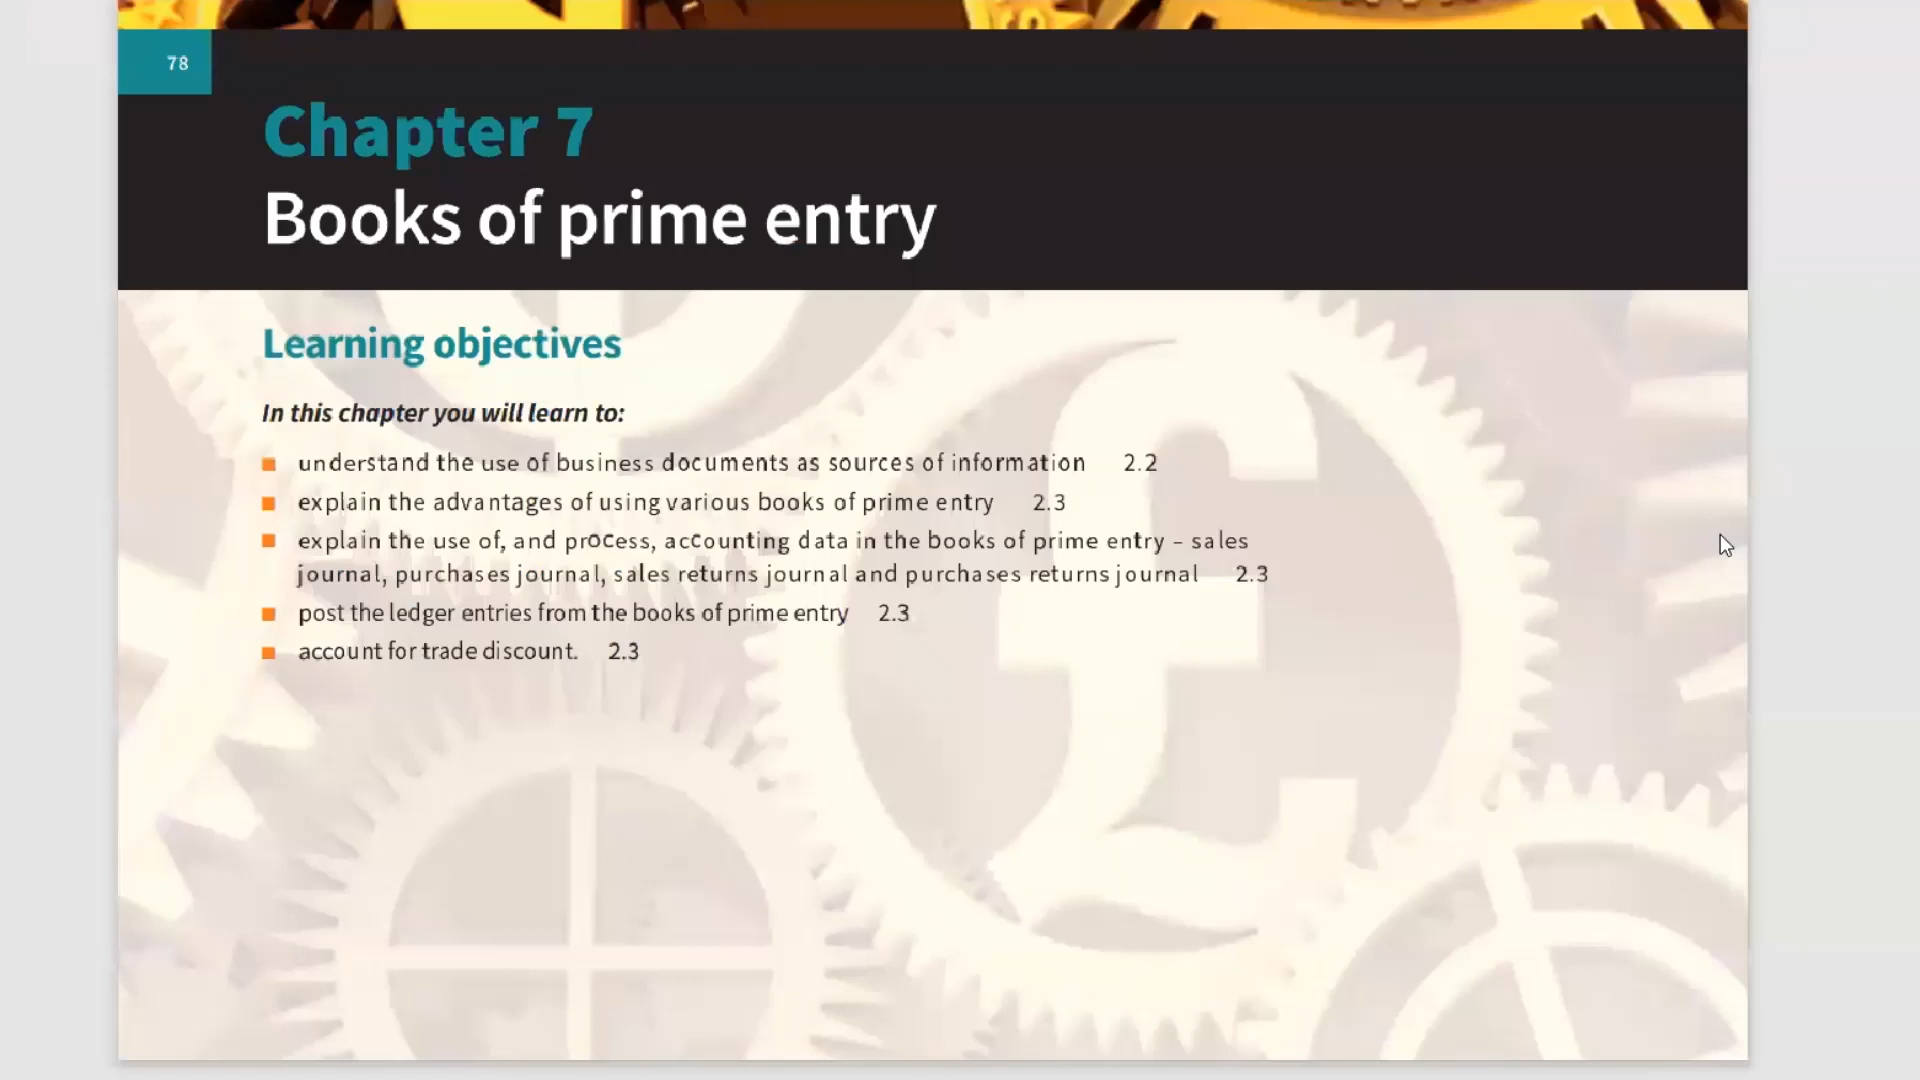 78
Chapter 7
Books of prime entry
Learning objectives
In this chapter you will learn to:
understand the use of business documents as sources of information 2.2
explain the advantages of using various books of prime entry 2.3
explain the use of, and process, accounting data in the books of prime entry – sales
journal, purchases journal, sales returns journal and purchases returns journal 2.3
post the ledger entries from the books of prime entry 2.3
account for trade discount. 2.3